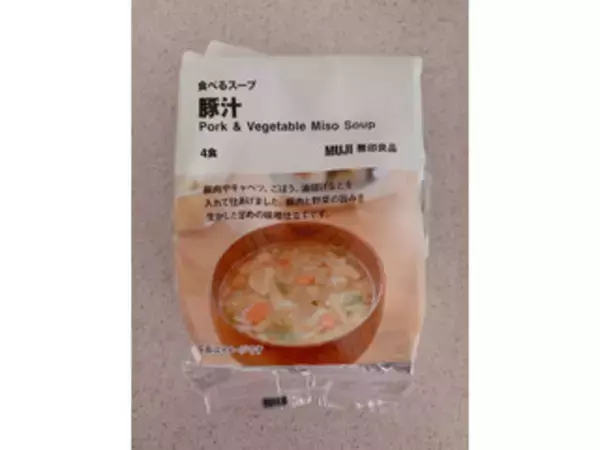 食べるスープ
豚汁
Pork & Vegetable Miso Soup
4食
MUJI 無印良品
豚肉やキャベツ、ごぼう、油揚げなどを
入れて仕あげました。豚肉と野菜の旨みを
生かした甘めの味噌仕立てです。